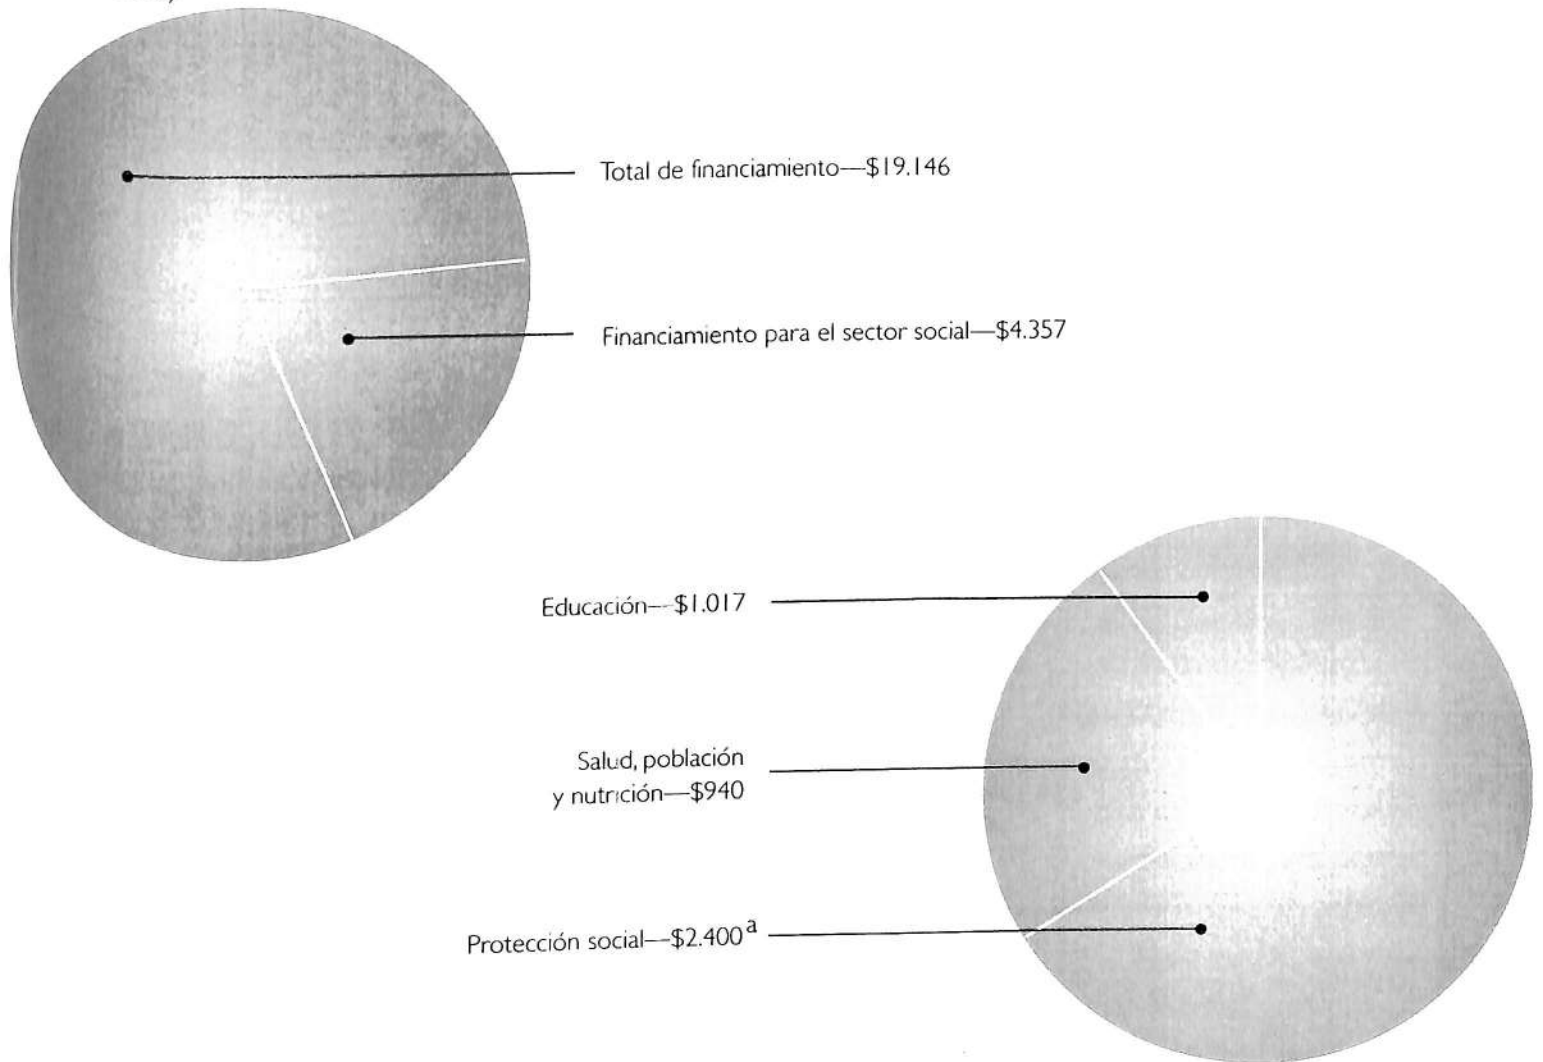 Total de financiamiento—$19.146
Financiamiento para el sector social—$4.357
Educación—$1.017
Salud, población
y nutrición—$940
Protección social—$2.400a